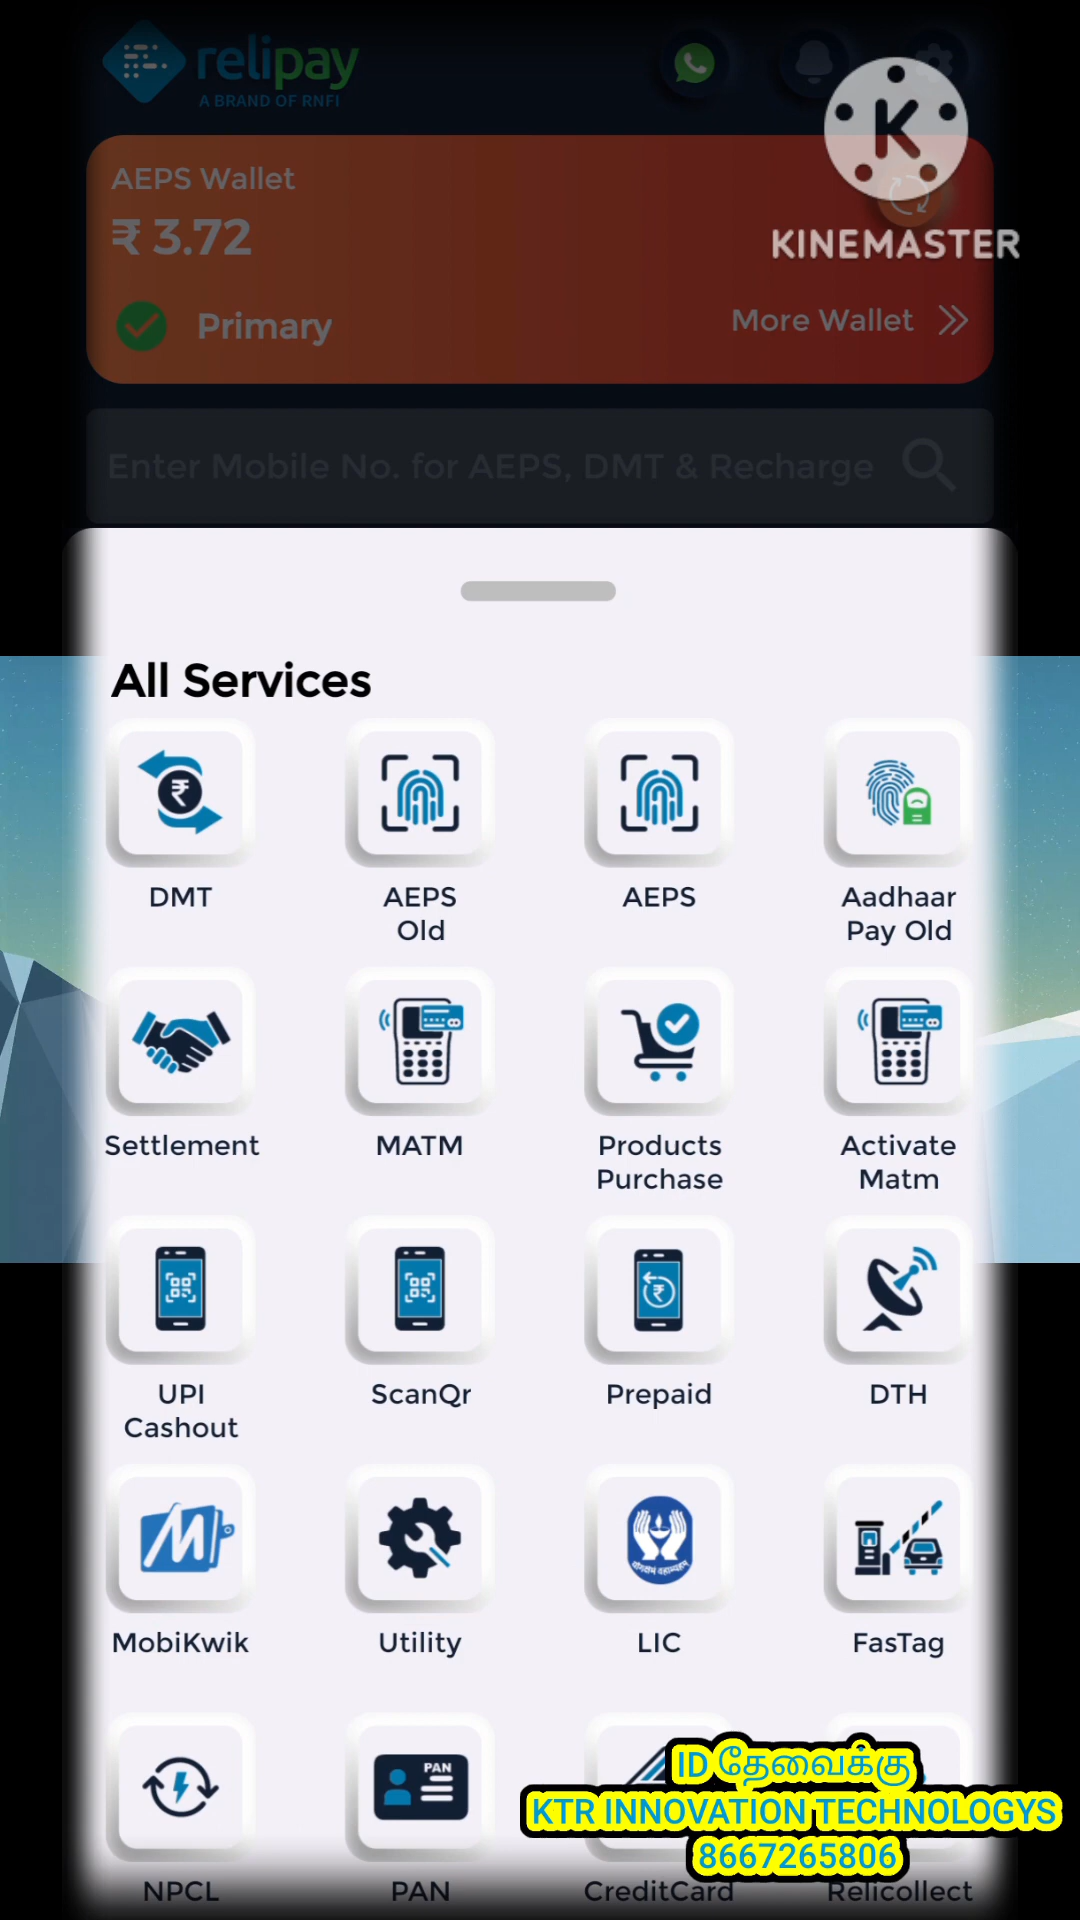 relipay
A BRAND OF RNFI
K
KINEMASTER
AEPS Wallet
₹ 3.72
Primary
More Wallet
Enter Mobile No. for AEPS, DMT & Recharge
All Services
DMT
AEPS Old
AEPS
Aadhaar Pay Old
Settlement
MATM
Products Purchase
Activate Matm
UPI Cashout
ScanQr
Prepaid
DTH
MobiKwik
Utility
LIC
FasTag
PAN
ID தேவைக்கு
KTR INNOVATION TECHNOLOGYS
8667265806
NPCL
PAN
CreditCard
Relicollect